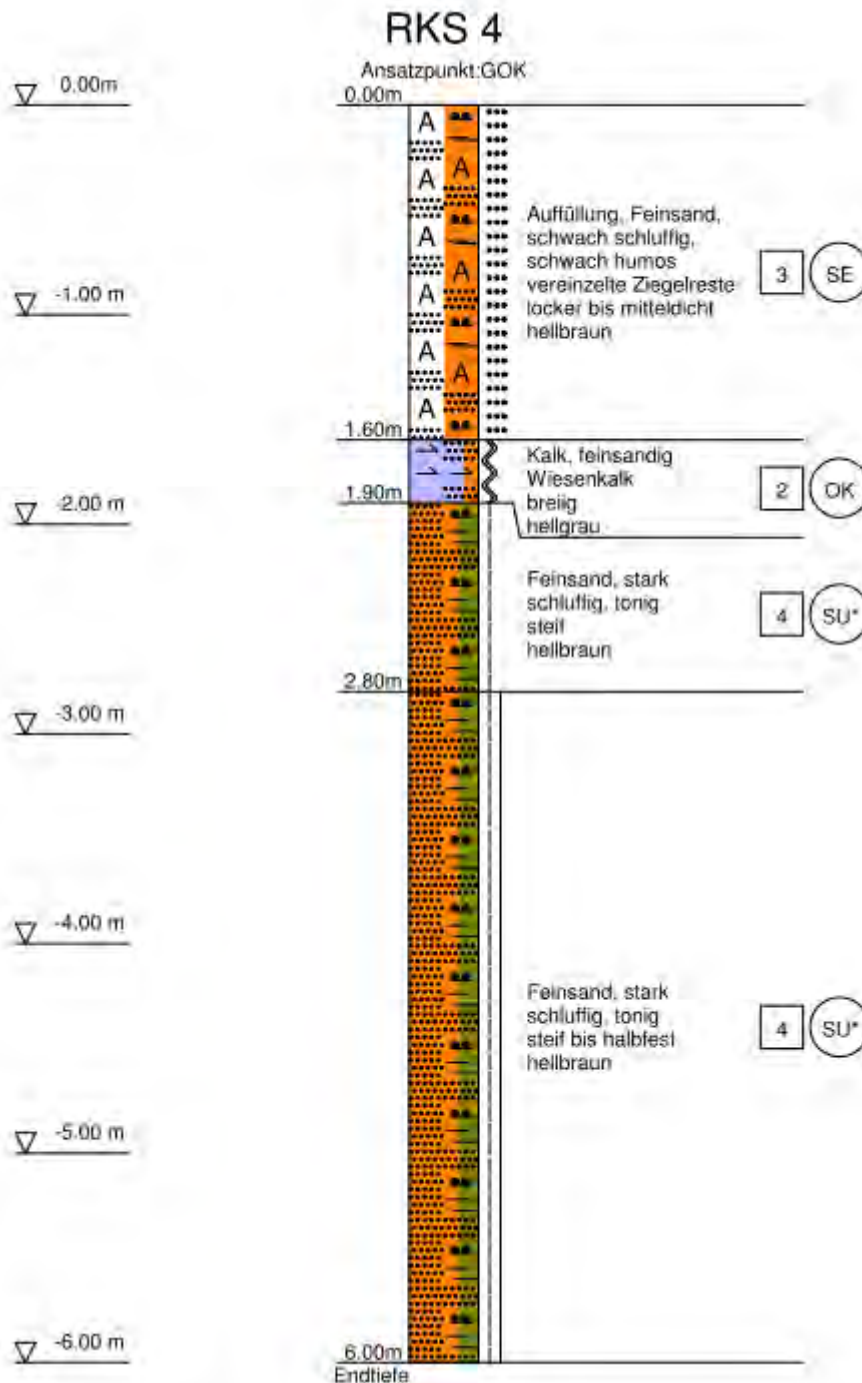 RKS 4
Ansatzpunkt:GOK
0.00m
0.00m
A
A
A
A
A
A
A
A
A
Auffüllung, Feinsand,
schwach schluffig,
schwach humos
vereinzelte Ziegelreste
locker bis mitteldicht
hellbraun
3 SE
-1.00 m
1.60m
Kalk, feinsandig
Wiesenkalk
breiig
hellgrau
2 OK
1.90m
-2.00 m
Feinsand, stark
schluffig, tonig
steif
hellbraun
4 SU*
2.80m
-3.00 m
-4.00 m
Feinsand, stark
schluffig, tonig
steif bis halbfest
hellbraun
4 SU*
-5.00 m
-6.00 m
6.00m
Endtiefe